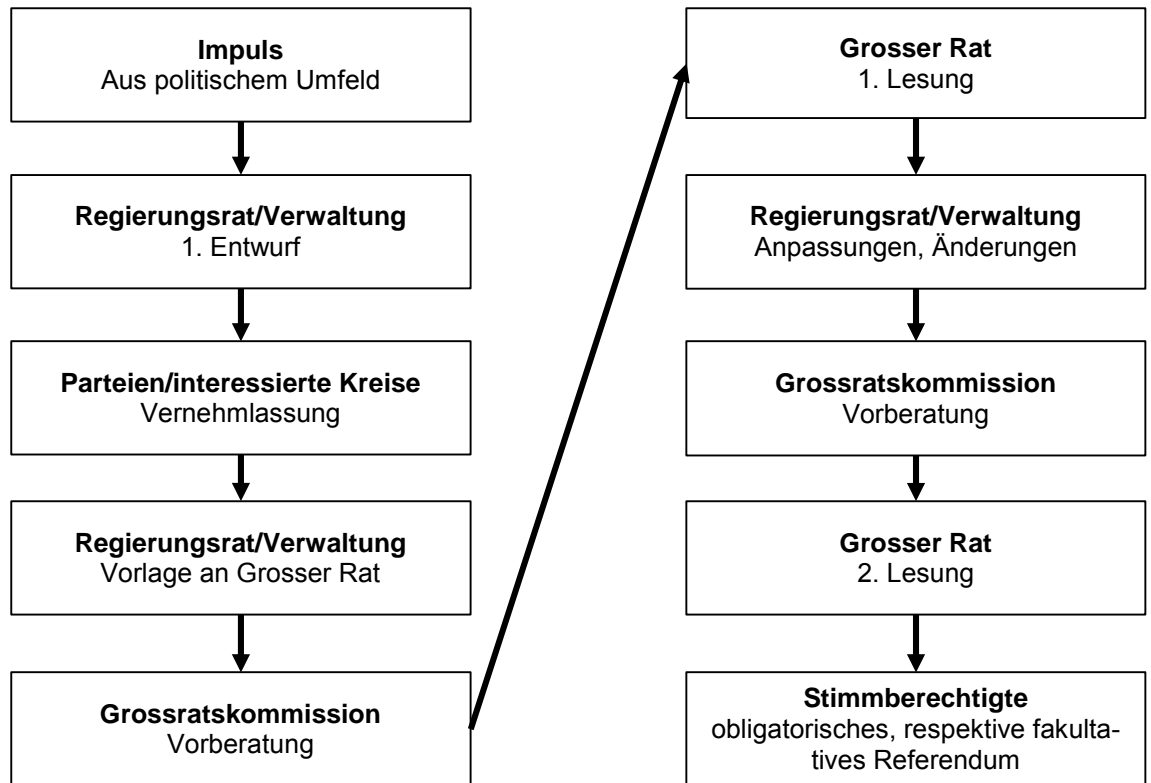 Impuls
Aus politischem Umfeld
Regierungsrat/Verwaltung
1. Entwurf
Parteien/interessierte Kreise
Vernehmlassung
Regierungsrat/Verwaltung
Vorlage an Grosser Rat
Grossratskommission
Vorberatung
Grosser Rat
1. Lesung
Regierungsrat/Verwaltung
Anpassungen, Änderungen
Grossratskommission
Vorberatung
Grosser Rat
2. Lesung
Stimmberechtigte
obligatorisches, respektive fakulta-
tives Referendum